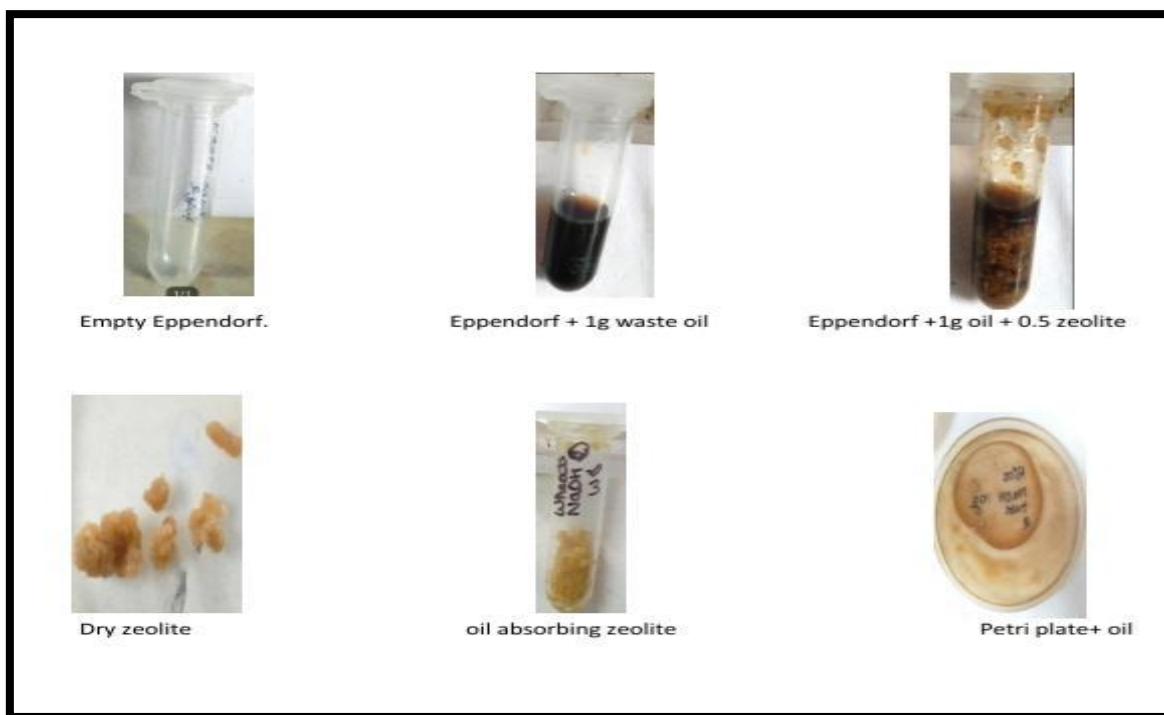 Empty Eppendorf.
Eppendorf + 1g waste oil
Eppendorf +1g oil + 0.5 zeolite
NaOH
Dry zeolite
oil absorbing zeolite
Petri plate+ oil